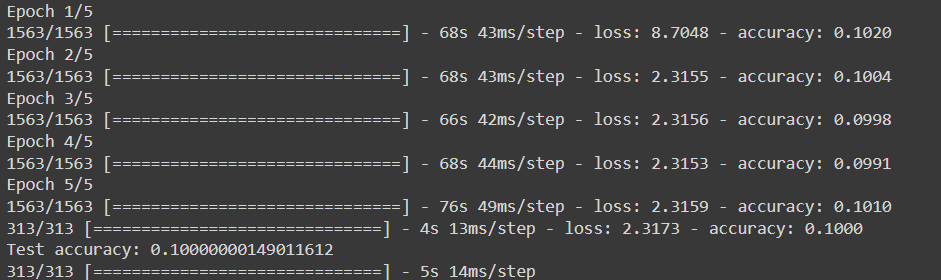 Epoch 1/5
1563/1563 [==============================] - 68s 43ms/step - loss: 8.7048 - accuracy: 0.1020
Epoch 2/5
1563/1563 [==============================] - 68s 43ms/step - loss: 2.3155 - accuracy: 0.1004
Epoch 3/5
1563/1563 [==============================] - 66s 42ms/step - loss: 2.3156 - accuracy: 0.0998
Epoch 4/5
1563/1563 [==============================] - 68s 44ms/step - loss: 2.3153 - accuracy: 0.0991
Epoch 5/5
1563/1563 [==============================] - 76s 49ms/step - loss: 2.3159 - accuracy: 0.1010
313/313 [==============================] - 4s 13ms/step - loss: 2.3173 - accuracy: 0.1000
Test accuracy: 0.10000000149011612
313/313 [==============================] - 5s 14ms/step